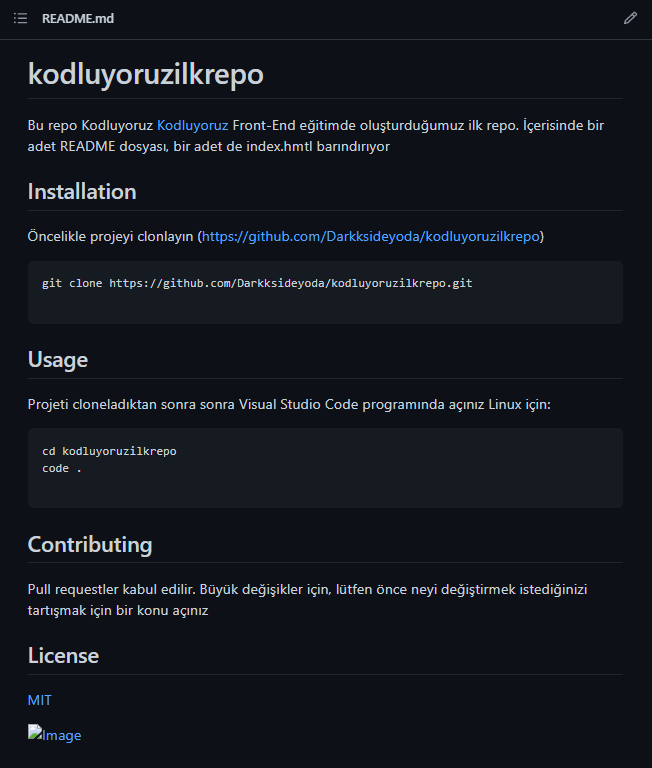 README.md
kodluyoruzilkrepo
Bu repo Kodluyoruz Kodluyoruz Front-End eğitimde oluşturduğumuz ilk repo. İçerisinde bir
adet README dosyası, bir adet de index.hmtl barındırıyor
Installation
Öncelikle projeyi clonlayın (https://github.com/Darkksideyoda/kodluyoruzilkrepo)
git clone https://github.com/Darkksideyoda/kodluyoruzilkrepo.git
Usage
Projeti cloneladıktan sonra sonra Visual Studio Code programında açınız Linux için:
cd kodluyoruzilkrepo
code .
Contributing
Pull requestler kabul edilir. Büyük değişikler için, lütfen önce neyi değiştirmek istediğinizi
tartışmak için bir konu açınız
License
MIT
Image